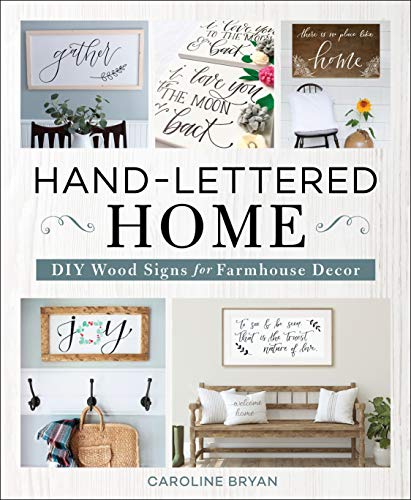 gather
i love you
TO THE MOON
& back
i love you
TO THE MOON
& back
there is no place like
home
HAND-LETTERED
HOME
DIY Wood Signs for Farmhouse Decor
joy
to see & be seen.
That is the truest
nature of love.
welcome
home
CAROLINE BRYAN